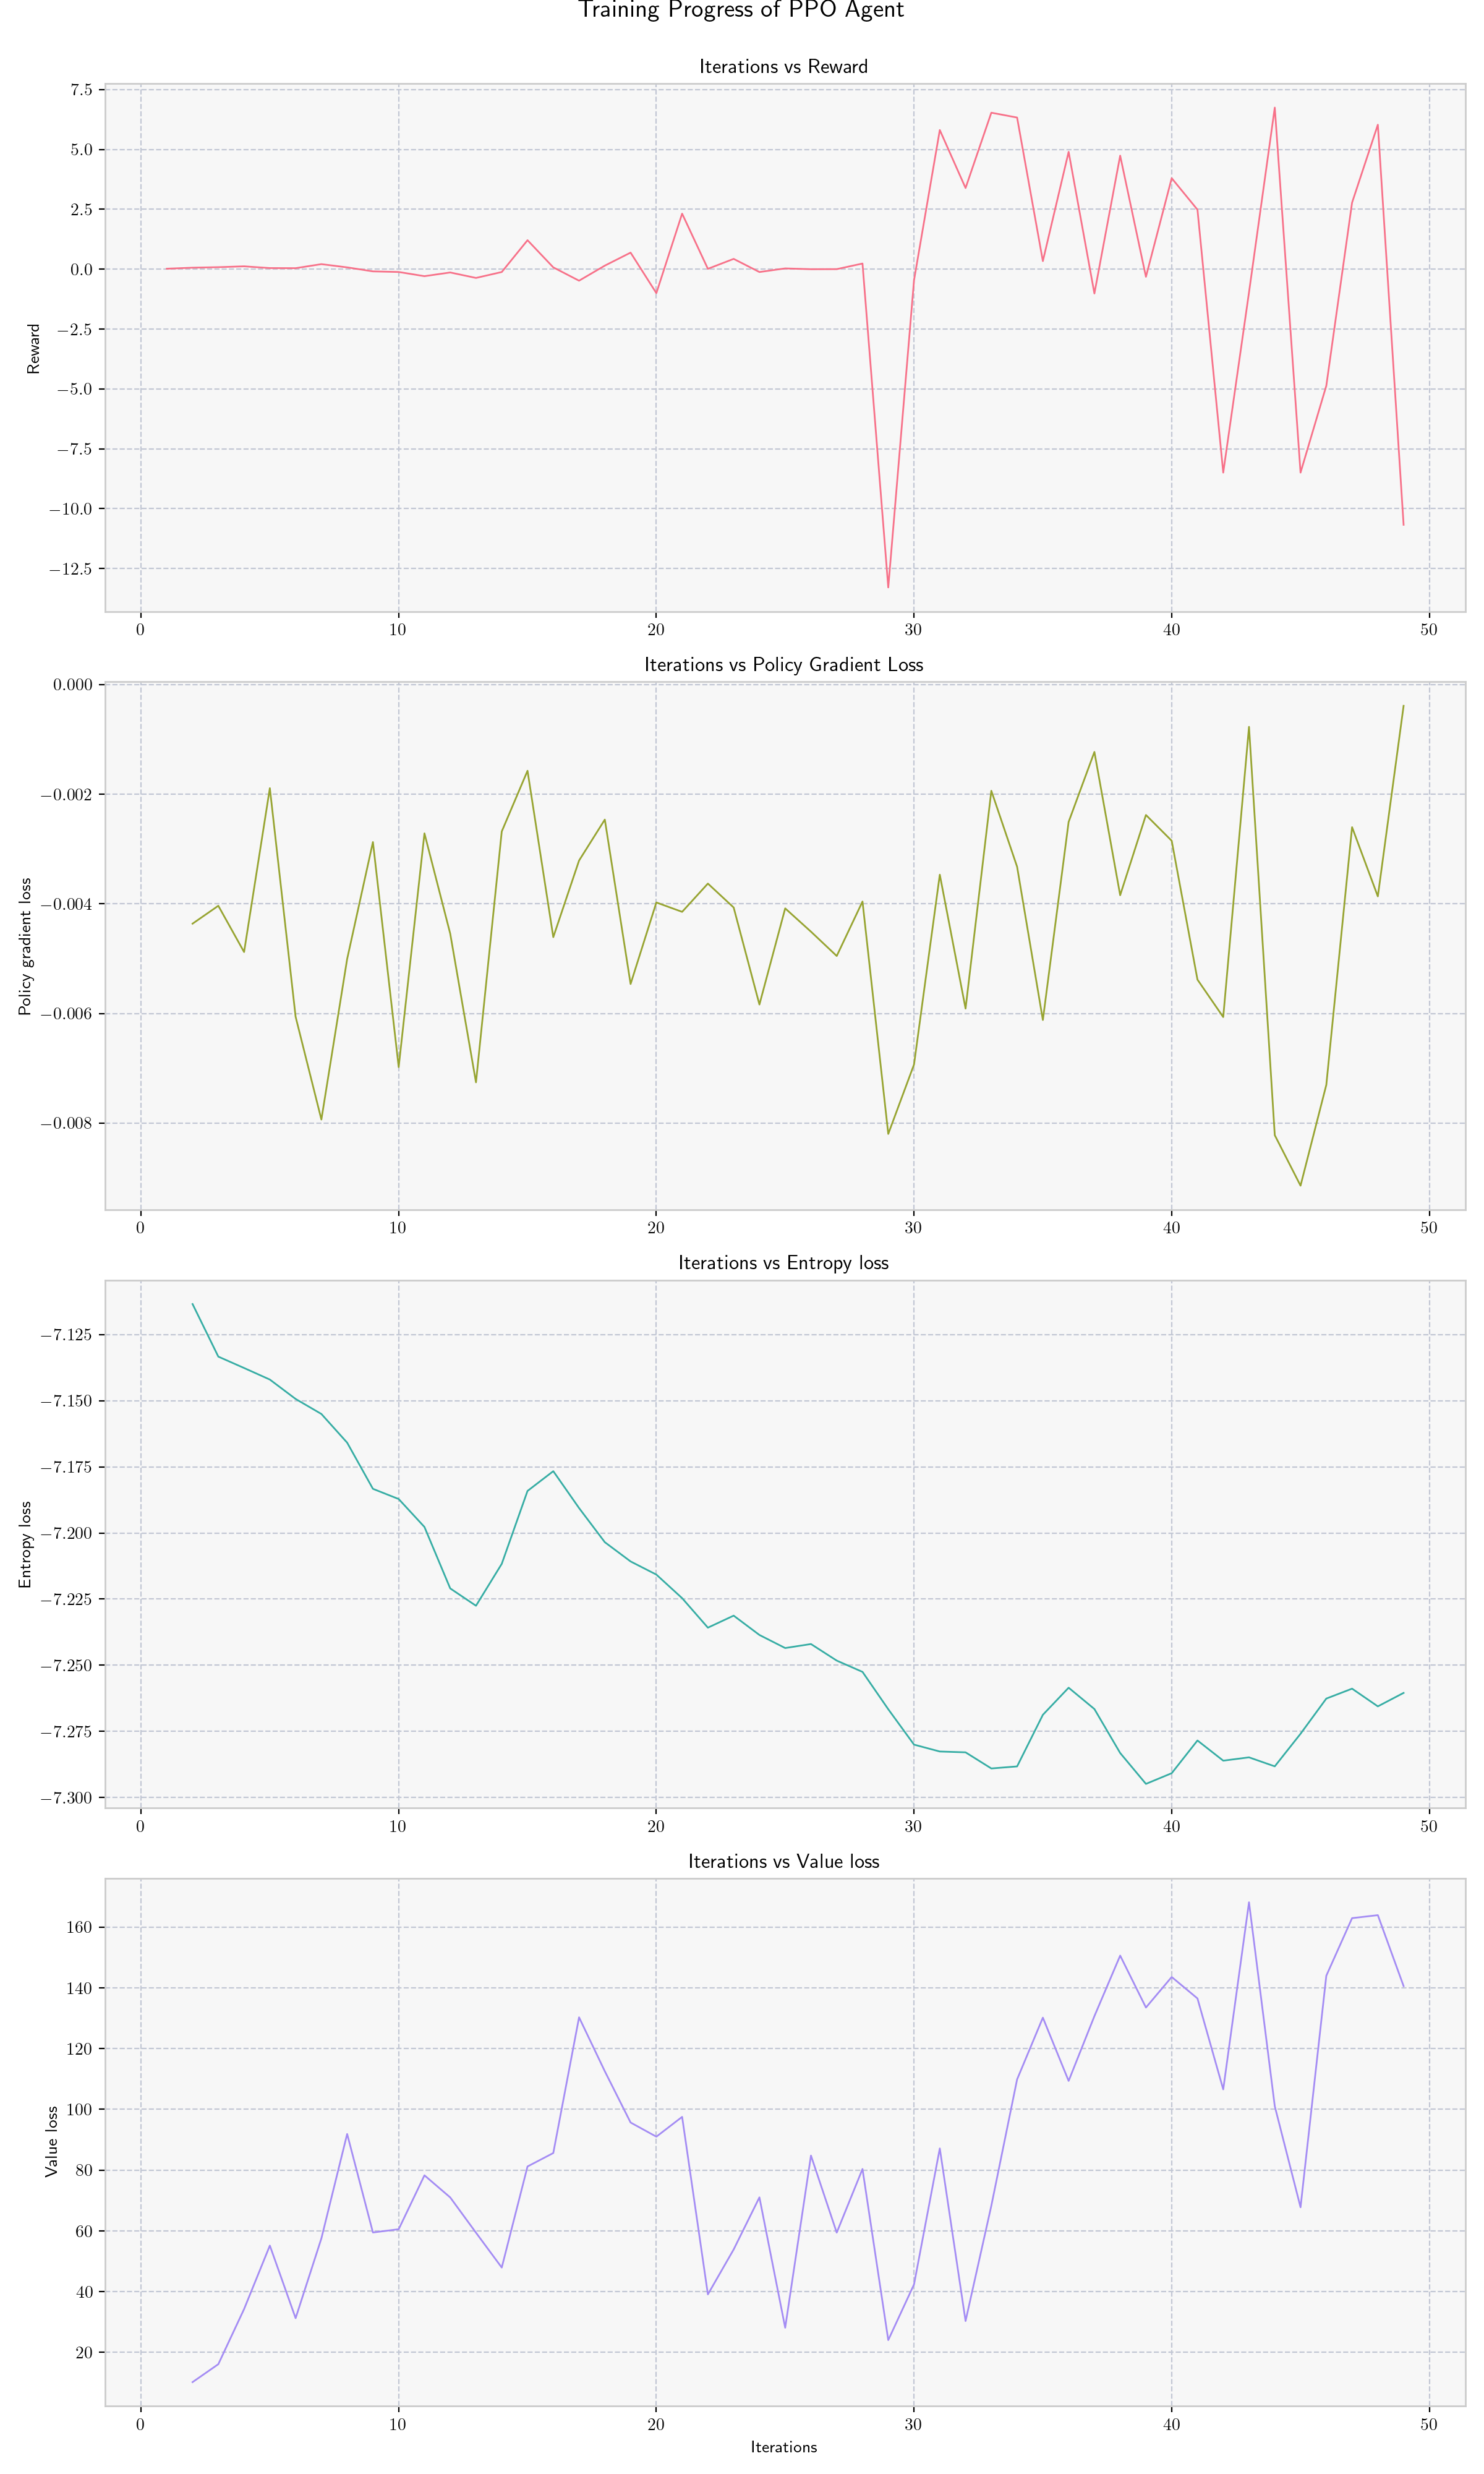 Training Progress of PPO Agent
Iterations vs Reward
7.5
5.0
2.5
0.0
−2.5
−5.0
−7.5
−10.0
−12.5
Reward
0 10 20 30 40 50
Iterations vs Policy Gradient Loss
0.000
−0.002
−0.004
−0.006
−0.008
Policy gradient loss
0 10 20 30 40 50
Iterations vs Entropy loss
−7.125
−7.150
−7.175
−7.200
−7.225
−7.250
−7.275
−7.300
Entropy loss
0 10 20 30 40 50
Iterations vs Value loss
160
140
120
100
80
60
40
20
Value loss
0 10 20 30 40 50
Iterations